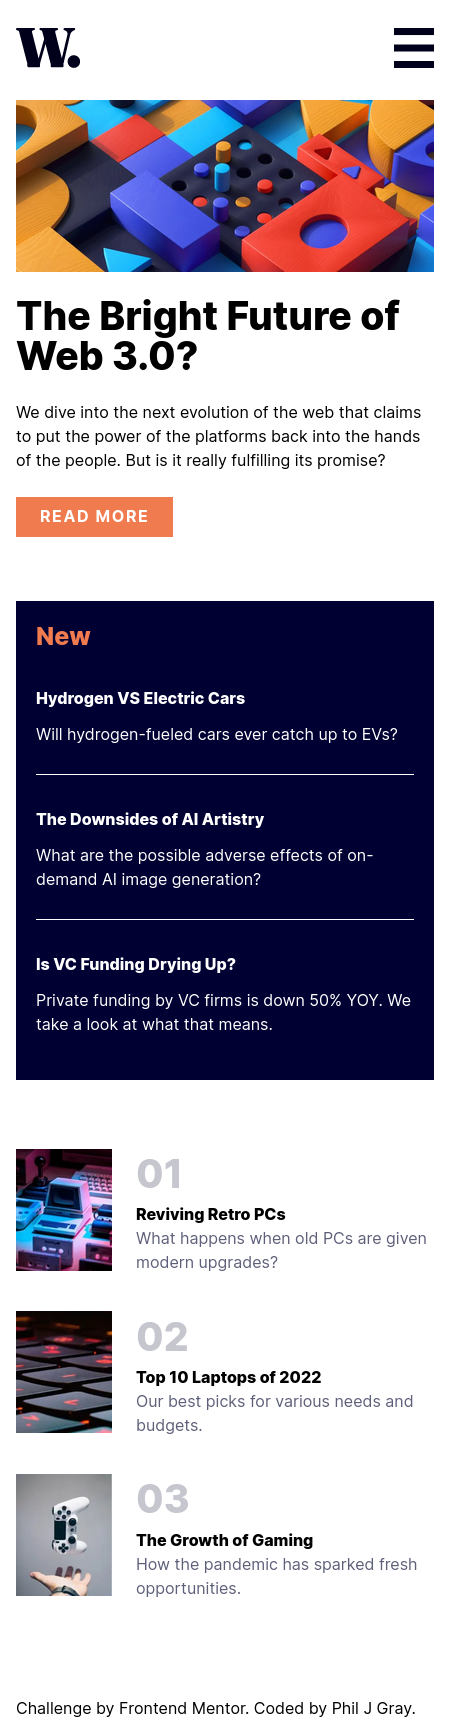 W.
The Bright Future of
Web 3.0?
We dive into the next evolution of the web that claims
to put the power of the platforms back into the hands
of the people. But is it really fulfilling its promise?
READ MORE
New
Hydrogen VS Electric Cars
Will hydrogen-fueled cars ever catch up to EVs?
The Downsides of AI Artistry
What are the possible adverse effects of on-
demand AI image generation?
Is VC Funding Drying Up?
Private funding by VC firms is down 50% YOY. We
take a look at what that means.
01
Reviving Retro PCs
What happens when old PCs are given
modern upgrades?
02
Top 10 Laptops of 2022
Our best picks for various needs and
budgets.
03
The Growth of Gaming
How the pandemic has sparked fresh
opportunities.
Challenge by Frontend Mentor. Coded by Phil J Gray.